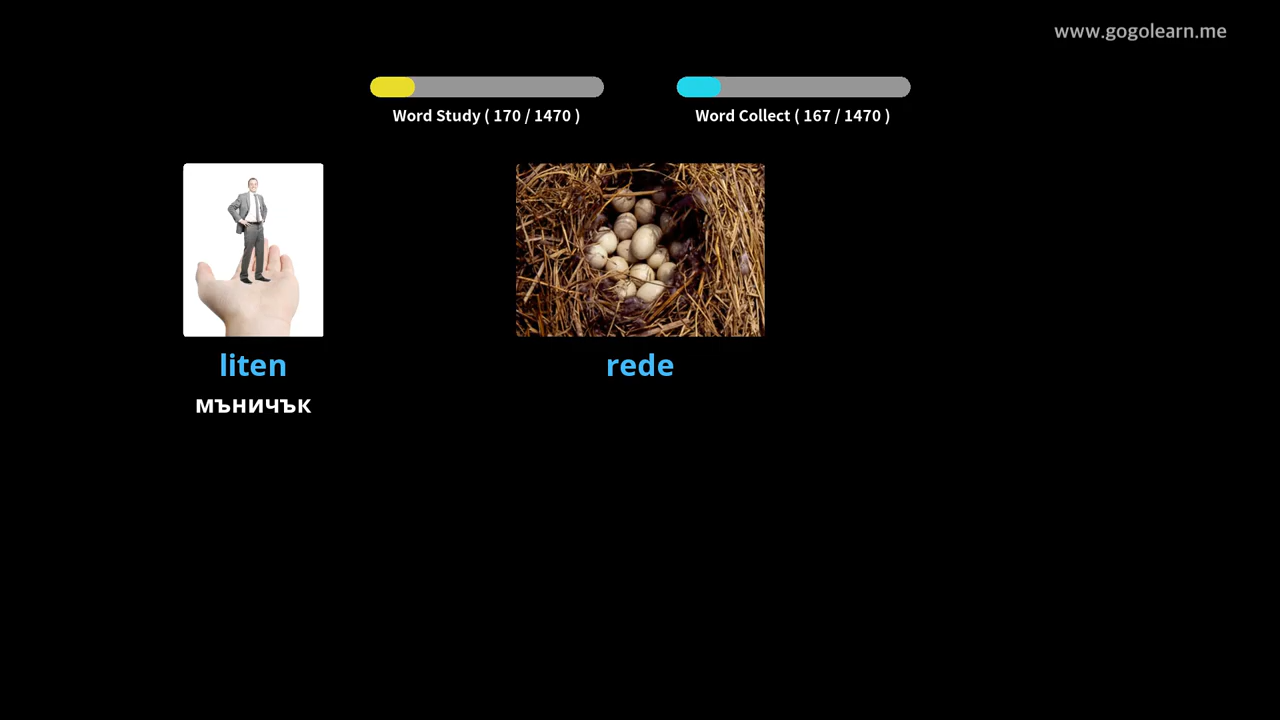 www.gogolearn.me
Word Study ( 170 / 1470 )
Word Collect ( 167 / 1470 )
liten
rede
мъничък